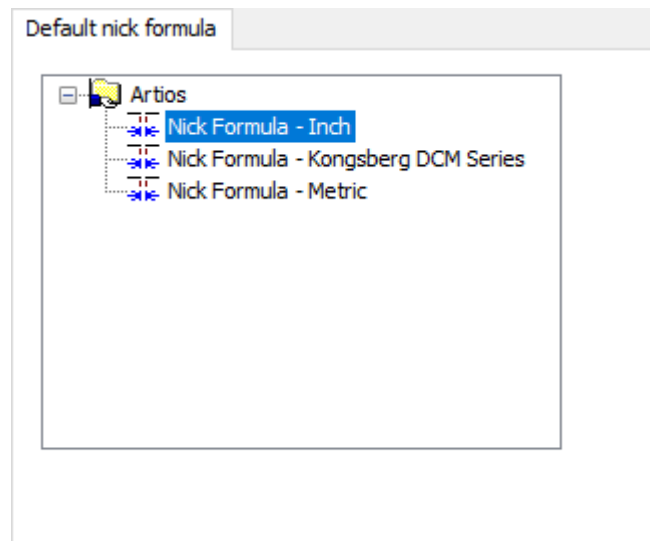 Default nick formula
Artios
Nick Formula - Inch
Nick Formula - Kongsberg DCM Series
Nick Formula - Metric